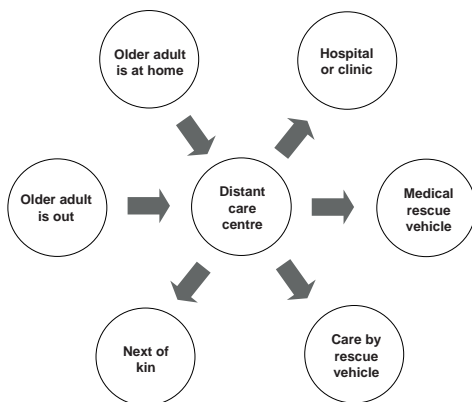 Older adult
is at home
Hospital
or clinic
Older adult
is out
Distant
care
centre
Medical
rescue
vehicle
Next of
kin
Care by
rescue
vehicle